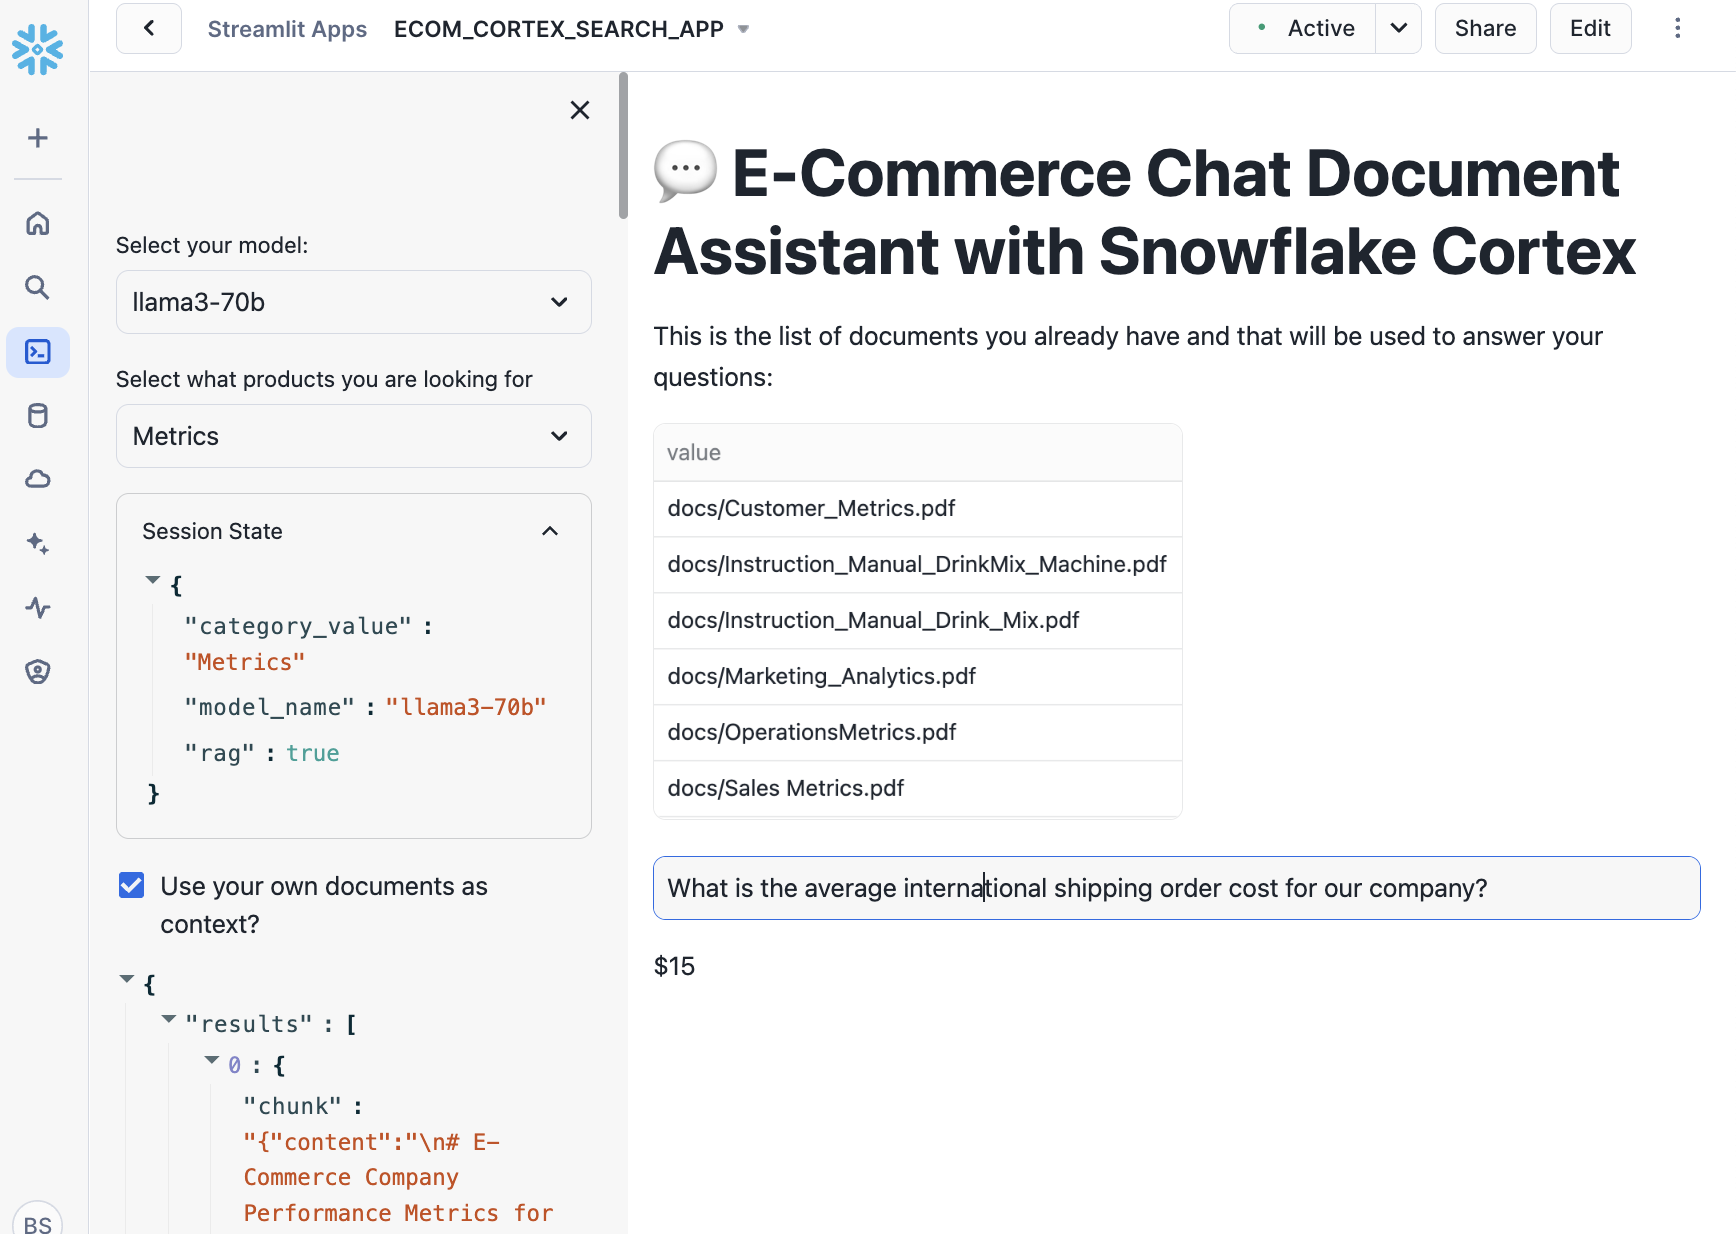 Streamlit Apps ECOM_CORTEX_SEARCH_APP
Active
Share
Edit
Select your model:
llama3-70b
Select what products you are looking for
Metrics
Session State
{
"category_value" :
"Metrics"
"model_name" : "llama3-70b"
"rag" : true
}
Use your own documents as
context?
{
"results" : [
0 : {
"chunk" :
"{"content":"\n# E-
Commerce Company
Performance Metrics for
BS
💬 E-Commerce Chat Document
Assistant with Snowflake Cortex
This is the list of documents you already have and that will be used to answer your
questions:
value
docs/Customer_Metrics.pdf
docs/Instruction_Manual_DrinkMix_Machine.pdf
docs/Instruction_Manual_Drink_Mix.pdf
docs/Marketing_Analytics.pdf
docs/OperationsMetrics.pdf
docs/Sales Metrics.pdf
What is the average international shipping order cost for our company?
$15